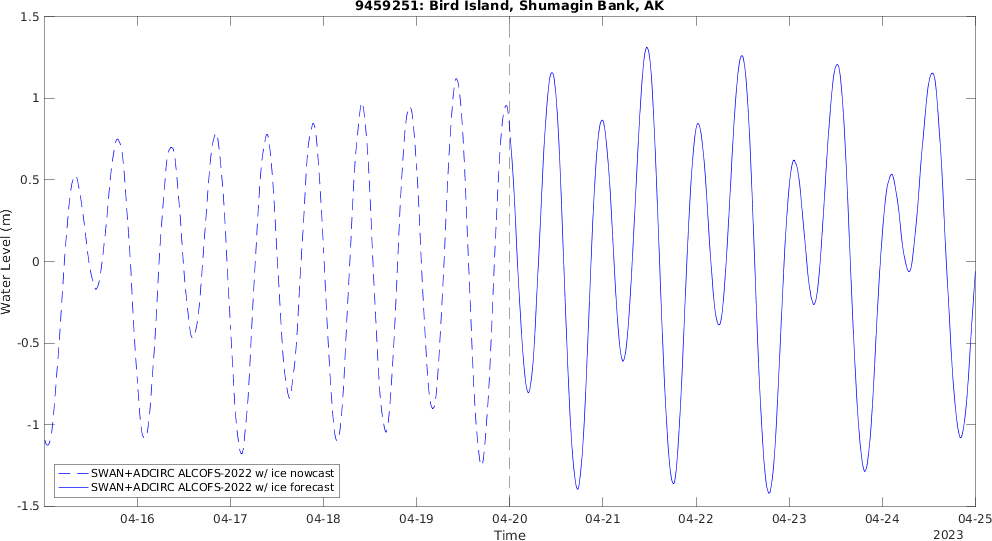 9459251: Bird Island, Shumagin Bank, AK
1.5
1
0.5
0
-0.5
-1
-1.5
Water Level (m)
SWAN+ADCIRC ALCOFS-2022 w/ ice nowcast
SWAN+ADCIRC ALCOFS-2022 w/ ice forecast
04-16 04-17 04-18 04-19 04-20 04-21 04-22 04-23 04-24 04-25
Time
2023